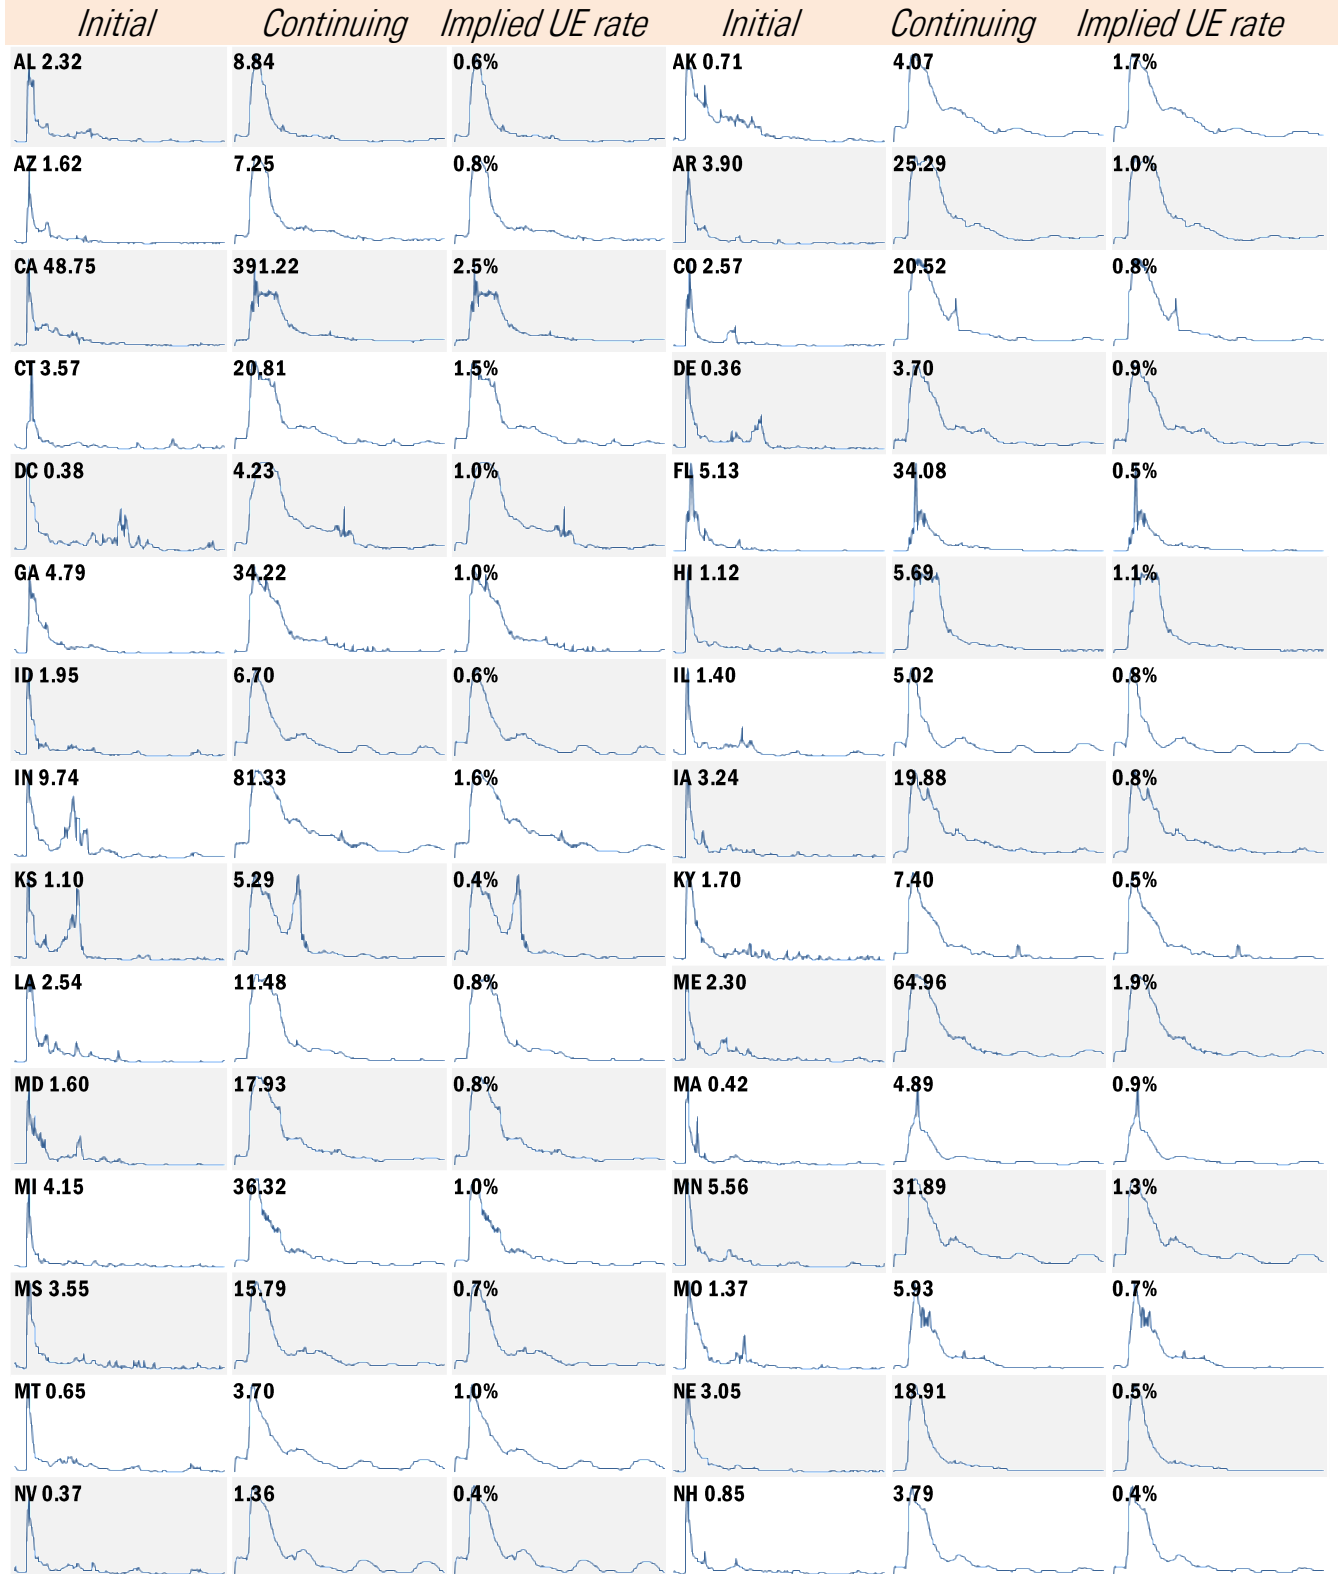 Initial Continuing Implied UE rate Initial Continuing Implied UE rate
AL 2.32 8.84 0.6% AK 0.71 4.07 1.7%
AZ 1.62 7.25 0.8% AR 3.90 25.29 1.0%
CA 48.75 391.22 2.5% CO 2.57 20.52 0.8%
CT 3.57 20.81 1.5% DE 0.36 3.70 0.9%
DC 0.38 4.23 1.0% FL 5.13 34.08 0.5%
GA 4.79 34.22 1.0% HI 1.12 5.69 1.1%
ID 1.95 6.70 0.6% IL 1.40 5.02 0.8%
IN 9.74 81.33 1.6% IA 3.24 19.88 0.8%
KS 1.10 5.29 0.4% KY 1.70 7.40 0.5%
LA 2.54 11.48 0.8% ME 2.30 64.96 1.9%
MD 1.60 17.93 0.8% MA 0.42 4.89 0.9%
MI 4.15 36.32 1.0% MN 5.56 31.89 1.3%
MS 3.55 15.79 0.7% MO 1.37 5.93 0.7%
MT 0.65 3.70 1.0% NE 3.05 18.91 0.5%
NV 0.37 1.36 0.4% NH 0.85 3.79 0.4%